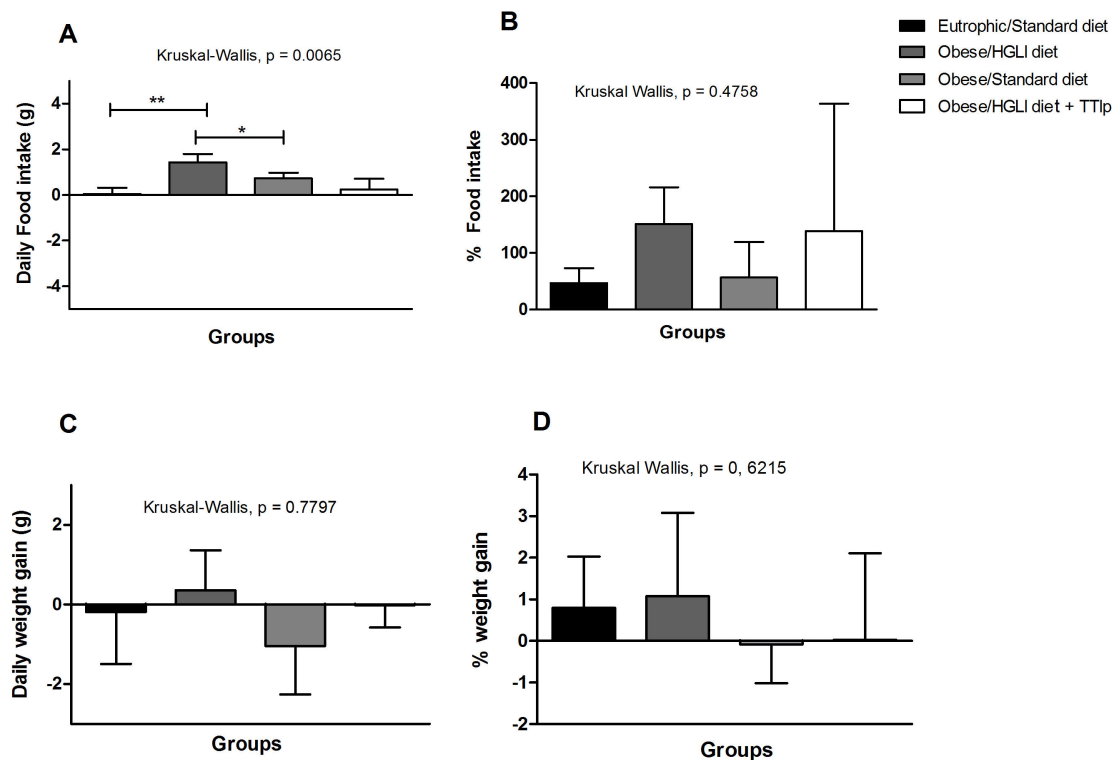 A
Kruskal-Wallis, p = 0.0065
4
2
0
-2
-4
**
*
Daily Food intake (g)
Groups
B
Kruskal Wallis, p = 0.4758
400
300
200
100
0
% Food intake
Groups
Eutrophic/Standard diet
Obese/HGLI diet
Obese/Standard diet
Obese/HGLI diet + TTIp
C
Kruskal-Wallis, p = 0.7797
2
0
-2
Daily weight gain (g)
Groups
D
Kruskal Wallis, p = 0, 6215
4
3
2
1
0
-1
-2
% weight gain
Groups